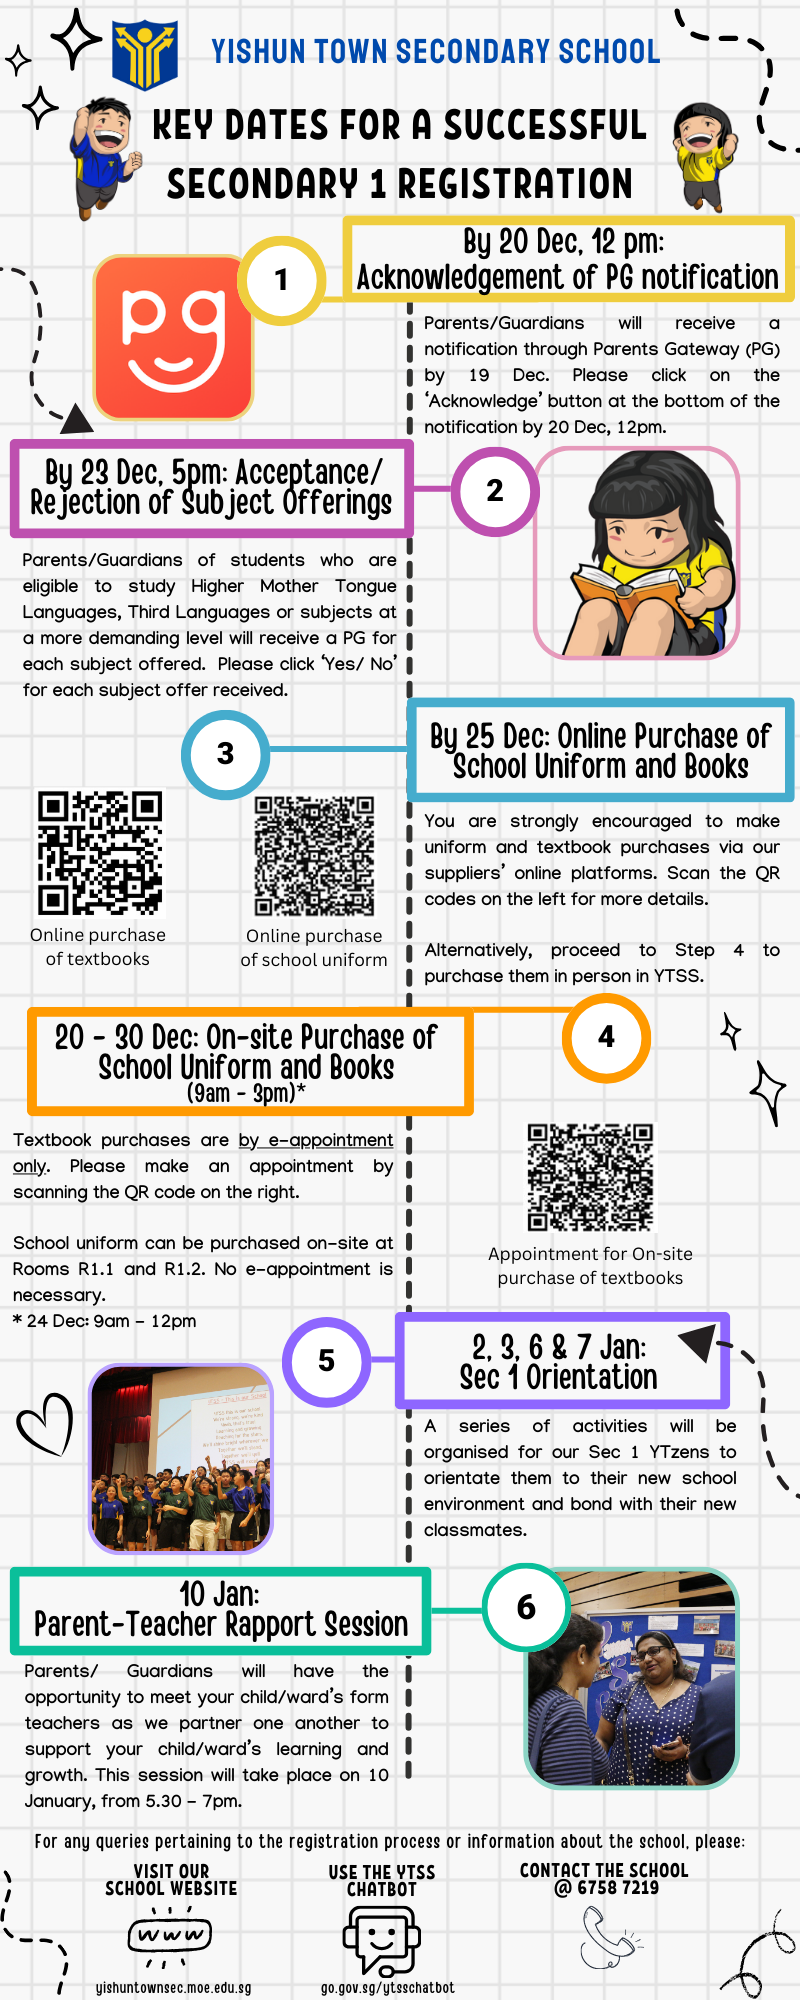 YISHUN TOWN SECONDARY SCHOOL
KEY DATES FOR A SUCCESSFUL
SECONDARY 1 REGISTRATION
1
By 20 Dec, 12 pm:
Acknowledgement of PG notification
pg
Parents/Guardians will receive a
notification through Parents Gateway (PG)
by 19 Dec. Please click on the
‘Acknowledge’ button at the bottom of the
notification by 20 Dec, 12pm.
By 23 Dec, 5pm: Acceptance/
Rejection of Subject Offerings
2
Parents/Guardians of students who are
eligible to study Higher Mother Tongue
Languages, Third Languages or subjects at
a more demanding level will receive a PG for
each subject offered. Please click ‘Yes/ No’
for each subject offer received.
3
By 25 Dec: Online Purchase of
School Uniform and Books
Online purchase
of textbooks
Online purchase
of school uniform
You are strongly encouraged to make
uniform and textbook purchases via our
suppliers’ online platforms. Scan the QR
codes on the left for more details.
Alternatively, proceed to Step 4 to
purchase them in person in YTSS.
20 - 30 Dec: On-site Purchase of
School Uniform and Books
(9am - 3pm)*
4
Textbook purchases are by e-appointment
only. Please make an appointment by
scanning the QR code on the right.
School uniform can be purchased on-site at
Rooms R1.1 and R1.2. No e-appointment is
necessary.
* 24 Dec: 9am - 12pm
Appointment for On-site
purchase of textbooks
5
2, 3, 6 & 7 Jan:
Sec 1 Orientation
A series of activities will be
organised for our Sec 1 YTzens to
orientate them to their new school
environment and bond with their new
classmates.
10 Jan:
Parent-Teacher Rapport Session
6
Parents/ Guardians will have the
opportunity to meet your child/ward’s form
teachers as we partner one another to
support your child/ward’s learning and
growth. This session will take place on 10
January, from 5.30 - 7pm.
For any queries pertaining to the registration process or information about the school, please:
VISIT OUR
SCHOOL WEBSITE
www
yishuntownsec.moe.edu.sg
USE THE YTSS
CHATBOT
go.gov.sg/ytsschatbot
CONTACT THE SCHOOL
@ 6758 7219